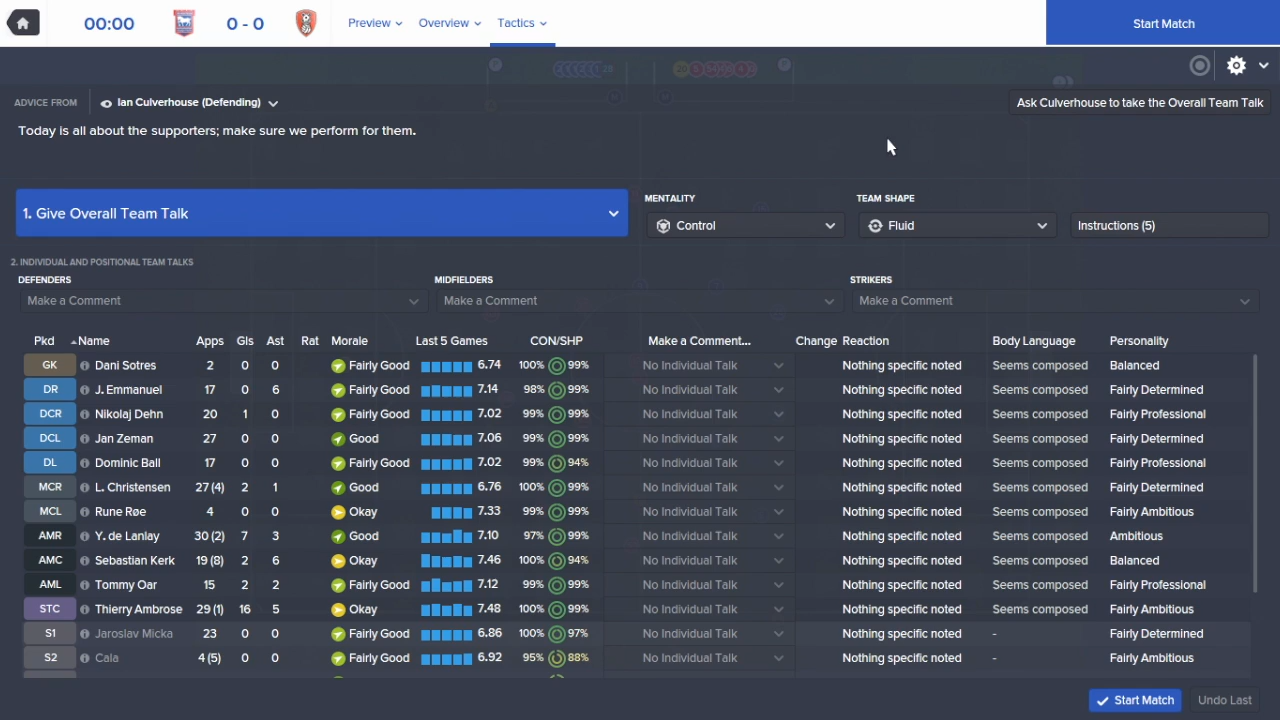 00:00 0 - 0 Preview Overview Tactics Start Match
ADVICE FROM Ian Culverhouse (Defending) Ask Culverhouse to take the Overall Team Talk
Today is all about the supporters; make sure we perform for them.
MENTALITY TEAM SHAPE
1. Give Overall Team Talk Control Fluid Instructions (5)
2. INDIVIDUAL AND POSITIONAL TEAM TALKS
DEFENDERS MIDFIELDERS STRIKERS
Make a Comment Make a Comment Make a Comment
Pkd Name Apps Gls Ast Rat Morale Last 5 Games CON/SHP Make a Comment... Change Reaction Body Language Personality
GK Dani Sotres 2 0 0 Fairly Good 6.74 100% 99% No Individual Talk Nothing specific noted Seems composed Balanced
DR J. Emmanuel 17 0 6 Fairly Good 7.14 98% 99% No Individual Talk Nothing specific noted Seems composed Fairly Determined
DCR Nikolaj Dehn 20 1 0 Fairly Good 7.02 99% 99% No Individual Talk Nothing specific noted Seems composed Fairly Professional
DCL Jan Zeman 27 0 0 Good 7.06 99% 99% No Individual Talk Nothing specific noted Seems composed Fairly Determined
DL Dominic Ball 17 0 0 Fairly Good 7.02 99% 94% No Individual Talk Nothing specific noted Seems composed Fairly Professional
MCR L. Christensen 27 (4) 2 1 Good 6.76 100% 99% No Individual Talk Nothing specific noted Seems composed Fairly Determined
MCL Rune Røe 4 0 0 Okay 7.33 99% 99% No Individual Talk Nothing specific noted Seems composed Fairly Ambitious
AMR Y. de Lanlay 30 (2) 7 3 Good 7.10 97% 99% No Individual Talk Nothing specific noted Seems composed Ambitious
AMC Sebastian Kerk 19 (8) 2 6 Okay 7.46 100% 94% No Individual Talk Nothing specific noted Seems composed Balanced
AML Tommy Oar 15 2 2 Fairly Good 7.12 99% 99% No Individual Talk Nothing specific noted Seems composed Fairly Professional
STC Thierry Ambrose 29 (1) 16 5 Okay 7.48 100% 99% No Individual Talk Nothing specific noted Seems composed Fairly Ambitious
S1 Jaroslav Micka 23 0 0 Fairly Good 6.86 100% 97% No Individual Talk Nothing specific noted - Fairly Determined
S2 Cala 4 (5) 0 0 Fairly Good 6.92 95% 88% No Individual Talk Nothing specific noted - Fairly Ambitious
Start Match Undo Last